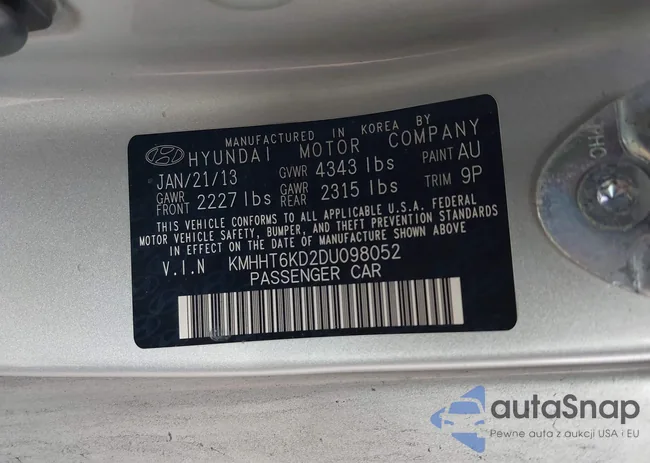 MANUFACTURED IN KOREA BY
HYUNDAI MOTOR COMPANY
JAN/21/13 GVWR 4343 lbs PAINT AU
GAWR FRONT 2227 lbs GAWR REAR 2315 lbs TRIM 9P
THIS VEHICLE CONFORMS TO ALL APPLICABLE U.S.A. FEDERAL
MOTOR VEHICLE SAFETY, BUMPER, AND THEFT PREVENTION STANDARDS
IN EFFECT ON THE DATE OF MANUFACTURE SHOWN ABOVE
V.I.N KMHHT6KD2DU098052
PASSENGER CAR
PHC
autaSnap
Pewne auta z aukcji USA i EU